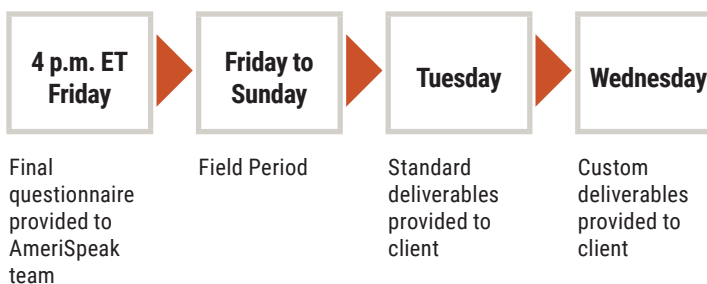 4 p.m. ET
Friday
Friday to
Sunday
Tuesday
Wednesday
Final
questionnaire
provided to
AmeriSpeak
team
Field Period
Standard
deliverables
provided to
client
Custom
deliverables
provided to
client